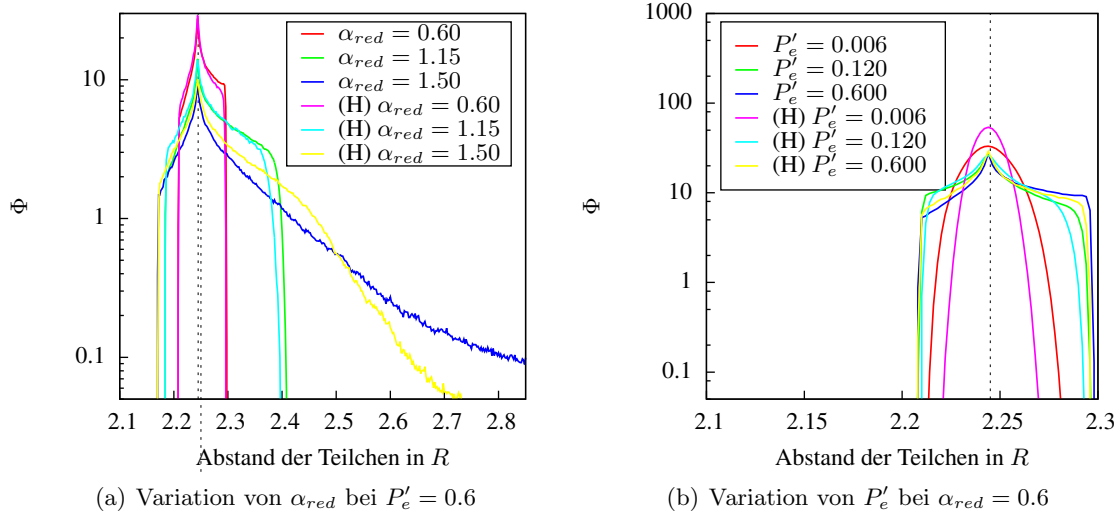 10
1
0.1
Φ
2.1 2.2 2.3 2.4 2.5 2.6 2.7 2.8
Abstand der Teilchen in R
α_red = 0.60
α_red = 1.15
α_red = 1.50
(H) α_red = 0.60
(H) α_red = 1.15
(H) α_red = 1.50
(a) Variation von α_red bei P′_e = 0.6
1000
100
10
1
0.1
Φ
2.1 2.15 2.2 2.25 2.3
Abstand der Teilchen in R
P′_e = 0.006
P′_e = 0.120
P′_e = 0.600
(H) P′_e = 0.006
(H) P′_e = 0.120
(H) P′_e = 0.600
(b) Variation von P′_e bei α_red = 0.6